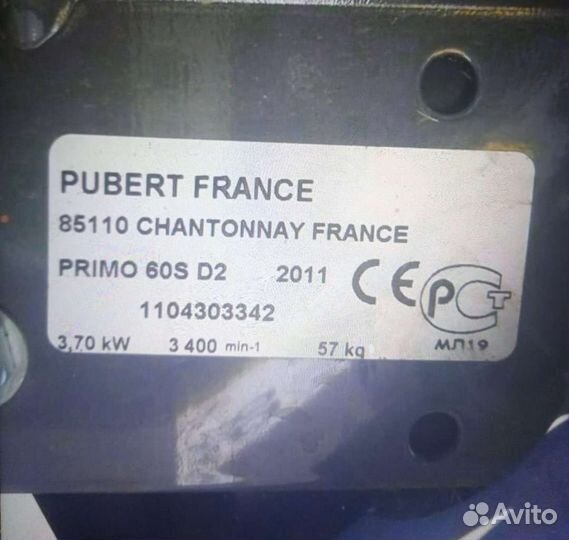 PUBERT FRANCE
85110 CHANTONNAY FRANCE
PRIMO 60S D2 2011 CE РСТ
1104303342
3,70 kW 3 400 min-1 57 kg МЛ19
Avito